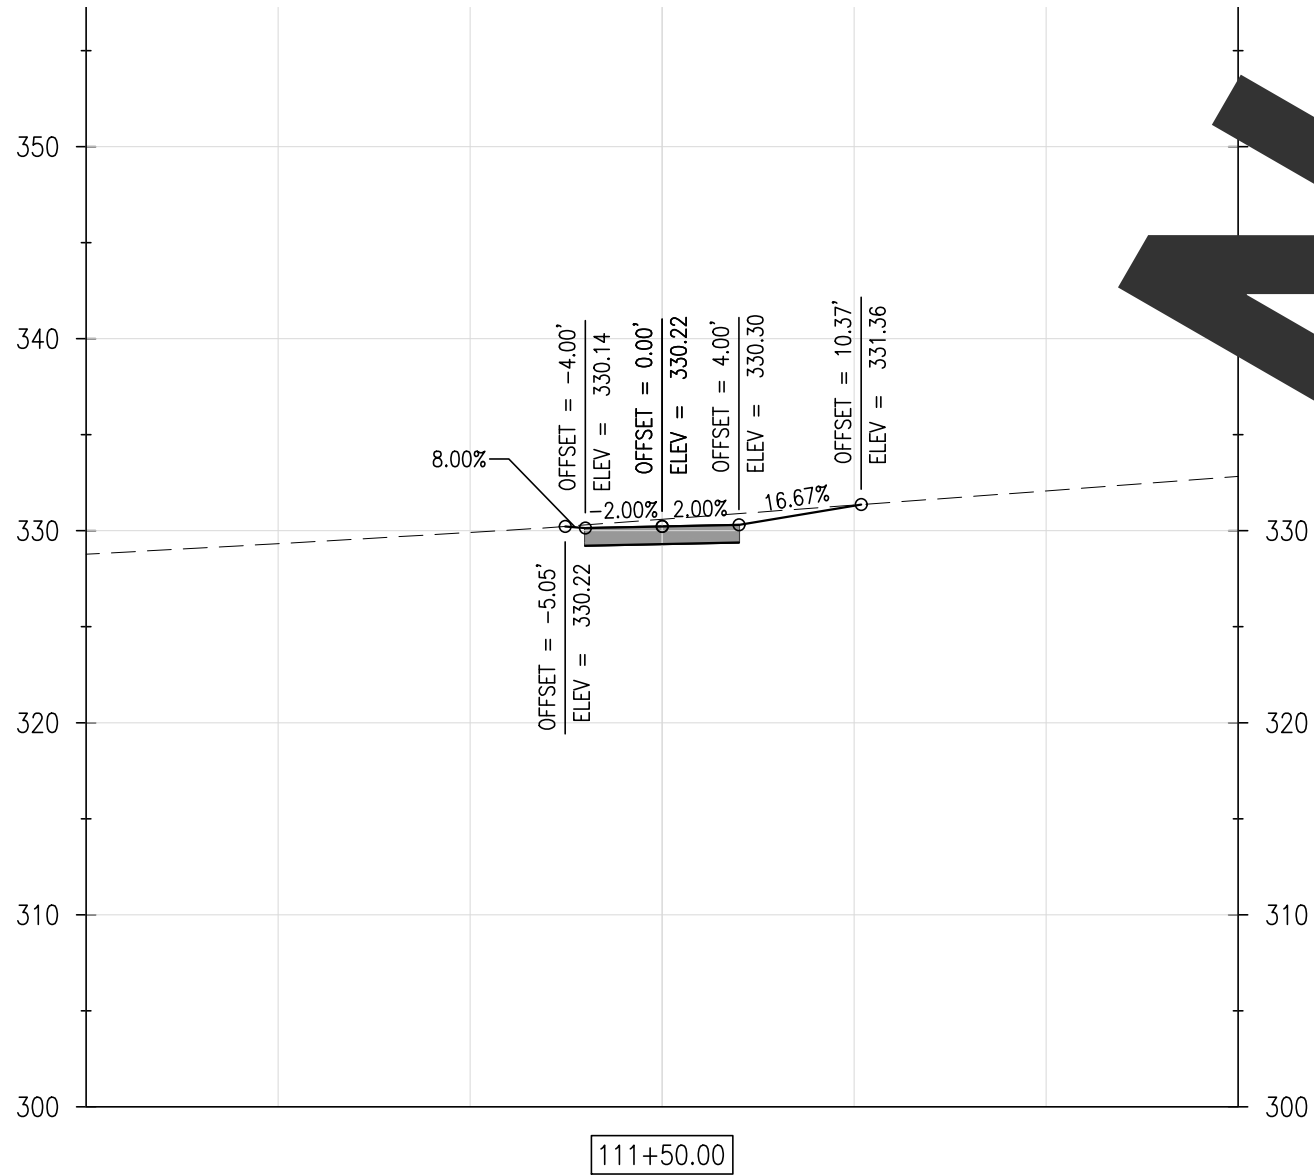 350
340
OFFSET = -4.00'
ELEV = 330.14
OFFSET = 0.00'
ELEV = 330.22
OFFSET = 4.00'
ELEV = 330.30
OFFSET = 10.37'
ELEV = 331.36
8.00%
-2.00%
2.00%
16.67%
330
330
OFFSET = -5.05'
ELEV = 330.22
320
320
310
310
300
300
111+50.00